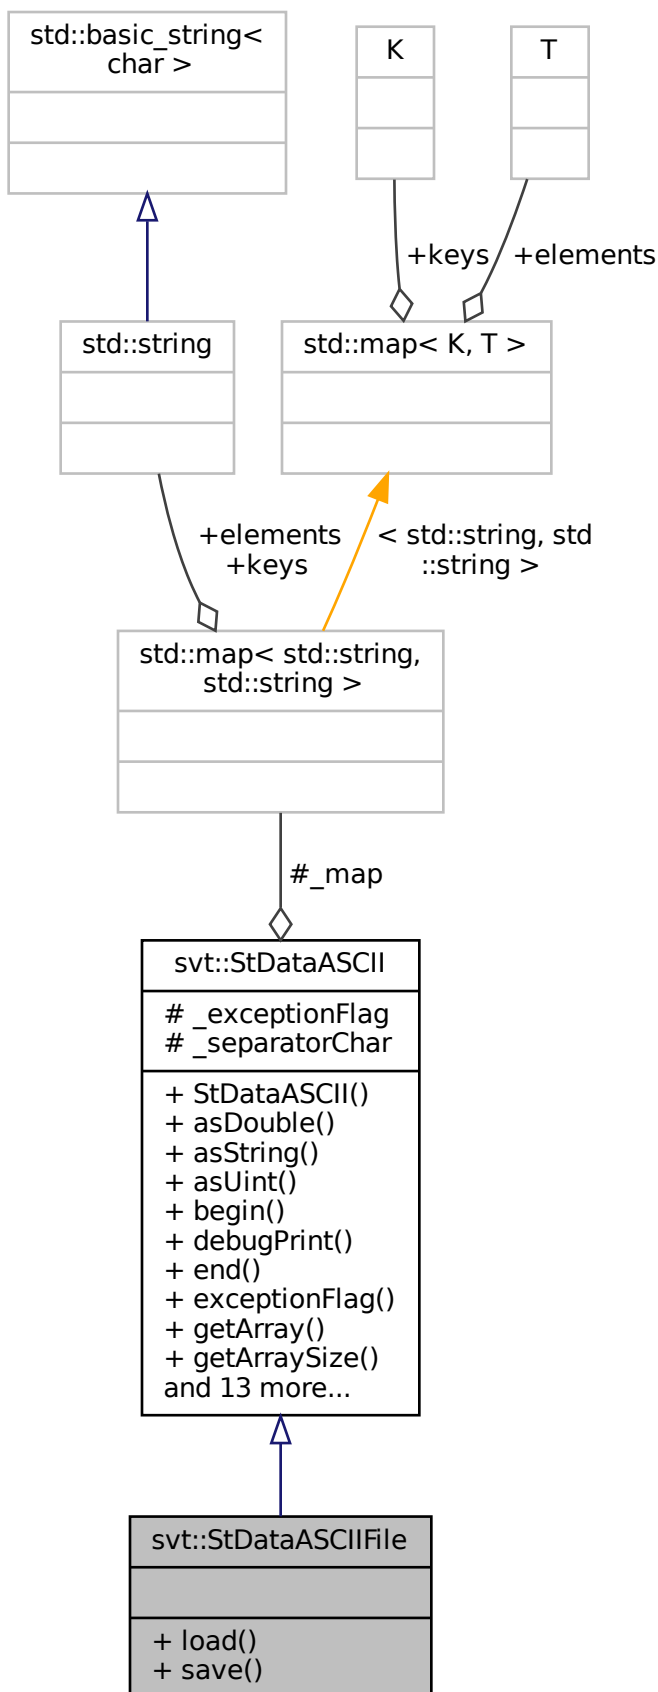 std::basic_string<
char >
K
T
+keys
+elements
std::string
std::map< K, T >
+elements
+keys
< std::string, std
::string >
std::map< std::string,
std::string >
#_map
svt::StDataASCII
# _exceptionFlag
# _separatorChar
+ StDataASCII()
+ asDouble()
+ asString()
+ asUint()
+ begin()
+ debugPrint()
+ end()
+ exceptionFlag()
+ getArray()
+ getArraySize()
and 13 more...
svt::StDataASCIIFile
+ load()
+ save()